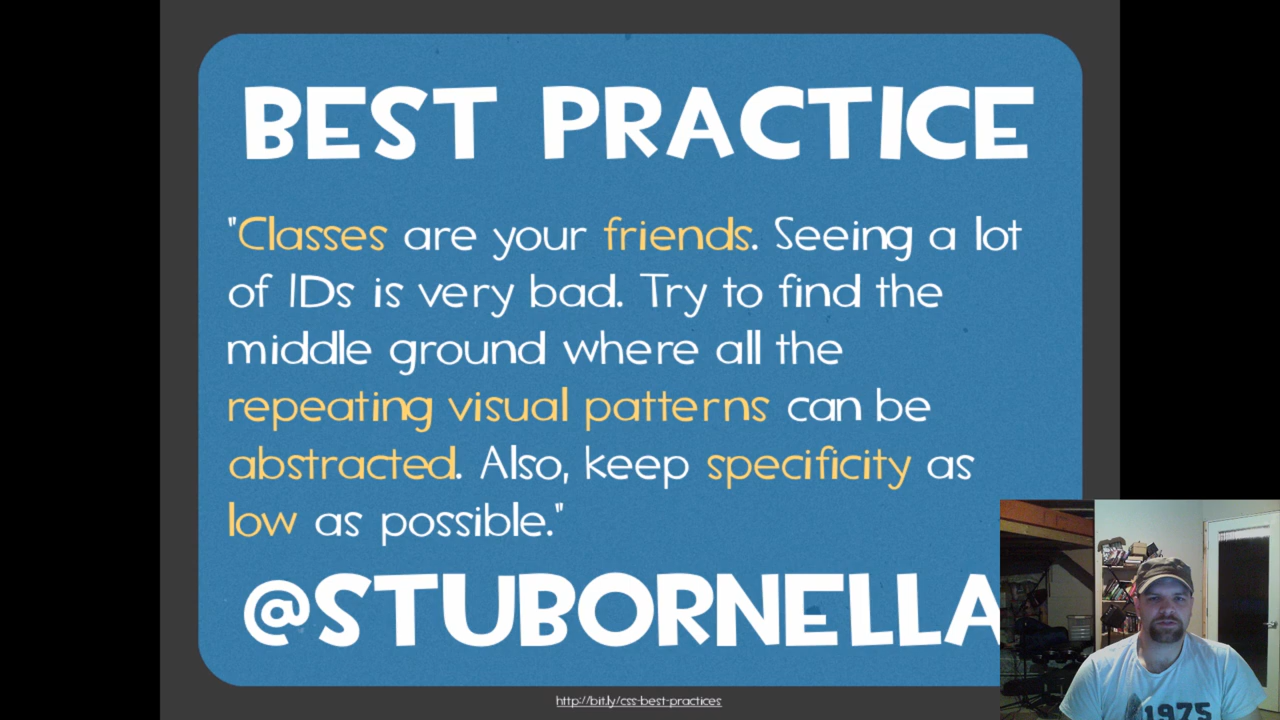 BEST PRACTICE
"Classes are your friends. Seeing a lot
of IDs is very bad. Try to find the
middle ground where all the
repeating visual patterns can be
abstracted. Also, keep specificity as
low as possible."
@STUBORNELLA
http://bit.ly/css-best-practices
1975